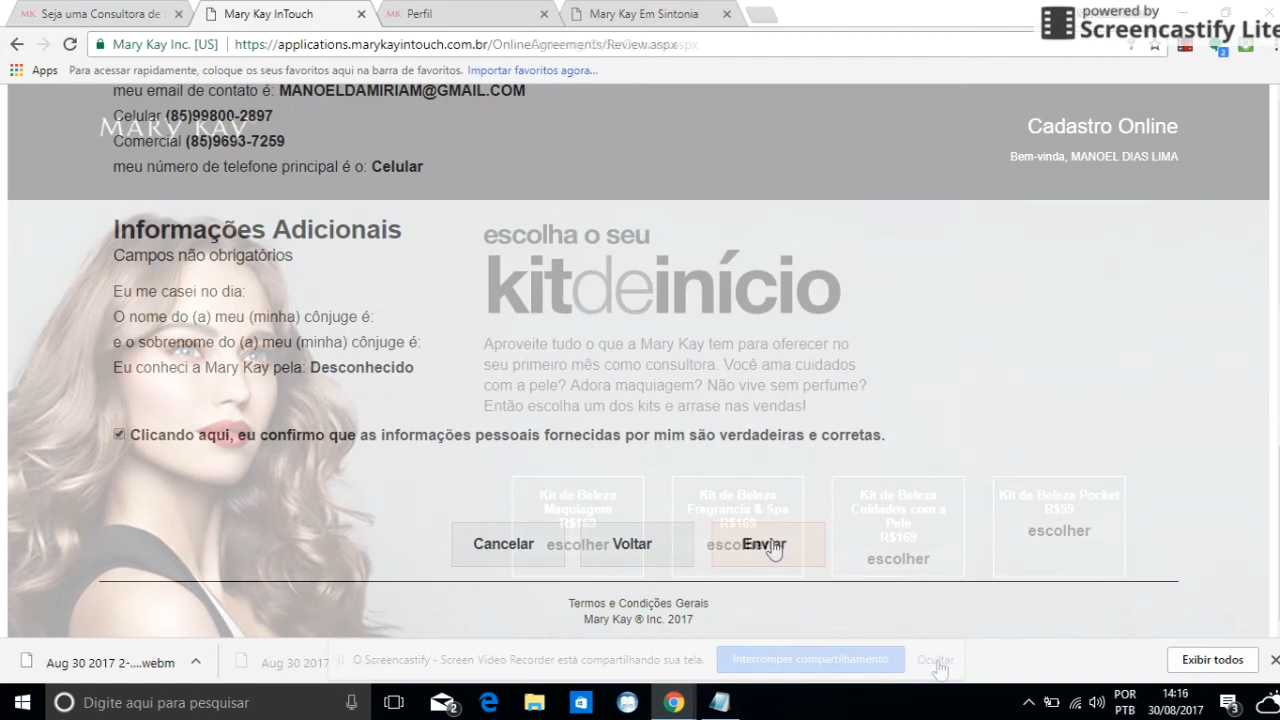 Seja uma Consultora de
Mary Kay InTouch
Perfil
Mary Kay Em Sintonia
powered by
Screencastify Lite
Mary Kay Inc. [US]
https://applications.marykayintouch.com.br/OnlineAgreements/Review.aspx
Apps
Para acessar rapidamente, coloque os seus favoritos aqui na barra de favoritos. Importar favoritos agora...
meu email de contato é: MANOELDAMIRIAM@GMAIL.COM
Celular (85)99800-2897
MARY KAY
Comercial (85)9693-7259
meu número de telefone principal é o: Celular
Cadastro Online
Bem-vinda, MANOEL DIAS LIMA
Informações Adicionais
Campos não obrigatórios
Eu me casei no dia:
O nome do (a) meu (minha) cônjuge é:
e o sobrenome do (a) meu (minha) cônjuge é:
Eu conheci a Mary Kay pela: Desconhecido
escolha o seu
kitdeinício
Aproveite tudo o que a Mary Kay tem para oferecer no
seu primeiro mês como consultora. Você ama cuidados
com a pele? Adora maquiagem? Não vive sem perfume?
Então escolha um dos kits e arrase nas vendas!
Clicando aqui, eu confirmo que as informações pessoais fornecidas por mim são verdadeiras e corretas.
Kit de Beleza
Maquiagem
R$169
escolher
Kit de Beleza
Fragrancia & Spa
R$169
Kit de Beleza
Cuidados com a
Pele
R$169
escolher
Kit de Beleza Pocket
R$59
escolher
Cancelar
Voltar
Enviar
Termos e Condições Gerais
Mary Kay ® Inc. 2017
Aug 30 2017 2-....webm
Aug 30 2017
O Screencastify - Screen Video Recorder está compartilhando sua tela.
Interromper compartilhamento
Ocultar
Exibir todos
Digite aqui para pesquisar
2
POR
PTB
14:16
30/08/2017
3